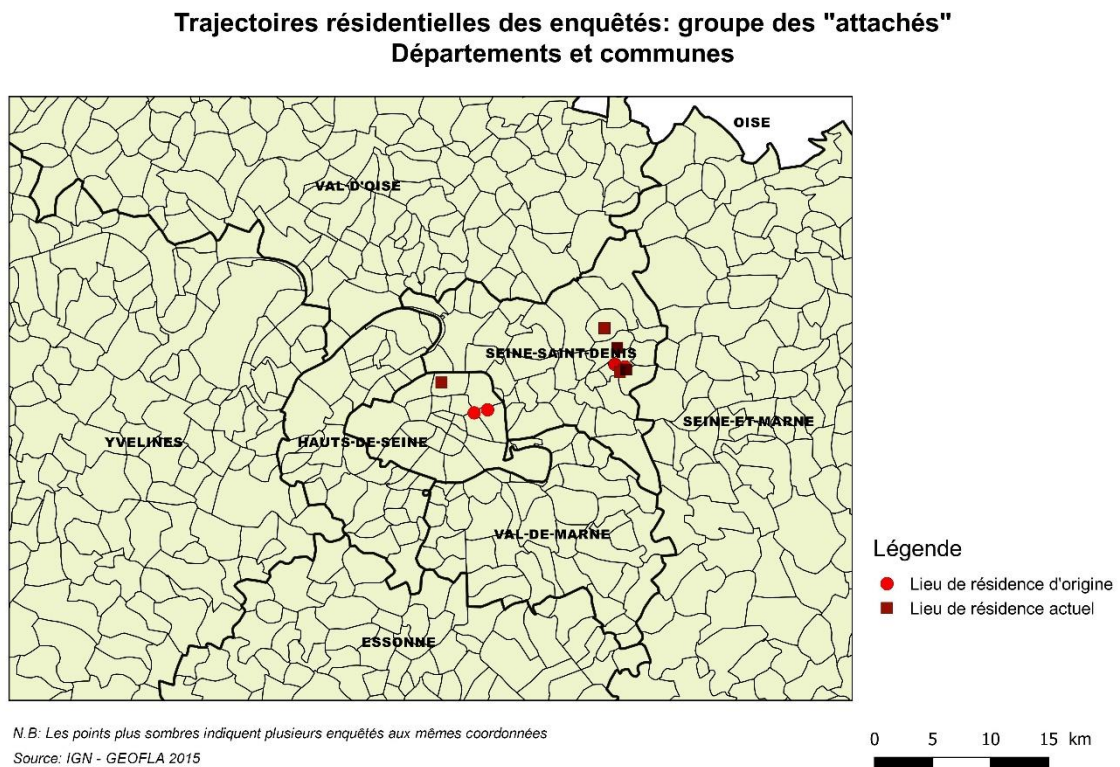 Trajectoires résidentielles des enquêtés: groupe des "attachés"
Départements et communes
OISE
VAL-D'OISE
SEINE-SAINT-DENIS
SEINE-ET-MARNE
YVELINES
HAUTS-DE-SEINE
VAL-DE-MARNE
ESSONNE
Légende
Lieu de résidence d'origine
Lieu de résidence actuel
N.B: Les points plus sombres indiquent plusieurs enquêtés aux mêmes coordonnées
Source: IGN - GEOFLA 2015
0 5 10 15 km